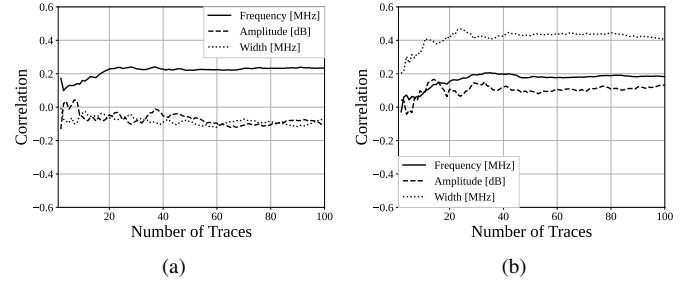 0.6
0.4
0.2
0.0
−0.2
−0.4
−0.6
Correlation
Frequency [MHz]
Amplitude [dB]
Width [MHz]
20 40 60 80 100
Number of Traces
(a)
0.6
0.4
0.2
0.0
−0.2
−0.4
−0.6
Correlation
Frequency [MHz]
Amplitude [dB]
Width [MHz]
20 40 60 80 100
Number of Traces
(b)